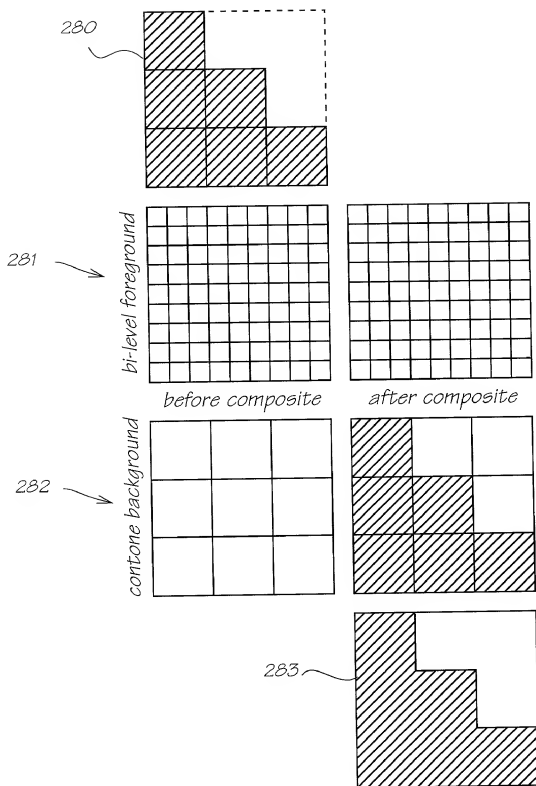 280
281
bi-level foreground
before composite
after composite
282
contone background
283